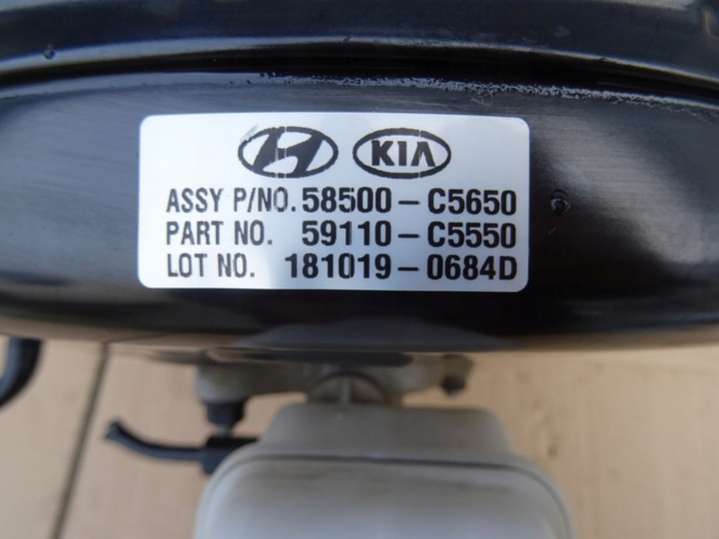 KIA
ASSY P/NO. 58500-C5650
PART NO. 59110-C5550
LOT NO. 181019-0684D